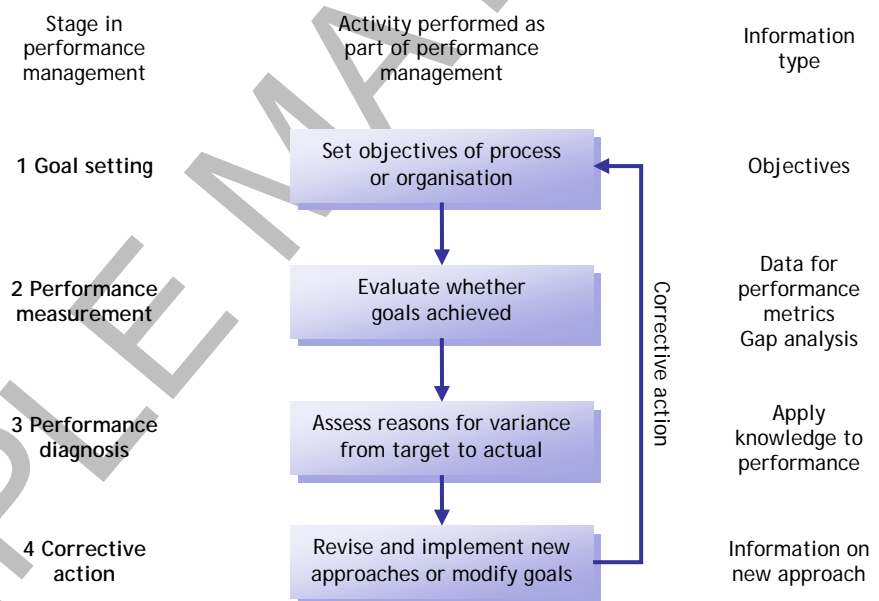 Stage in
performance
management
Activity performed as
part of performance
management
Information
type
1 Goal setting
Set objectives of process
or organisation
Objectives
2 Performance
measurement
Evaluate whether
goals achieved
Data for
performance
metrics
Gap analysis
Corrective action
3 Performance
diagnosis
Assess reasons for variance
from target to actual
Apply
knowledge to
performance
4 Corrective
action
Revise and implement new
approaches or modify goals
Information on
new approach
PLE MA